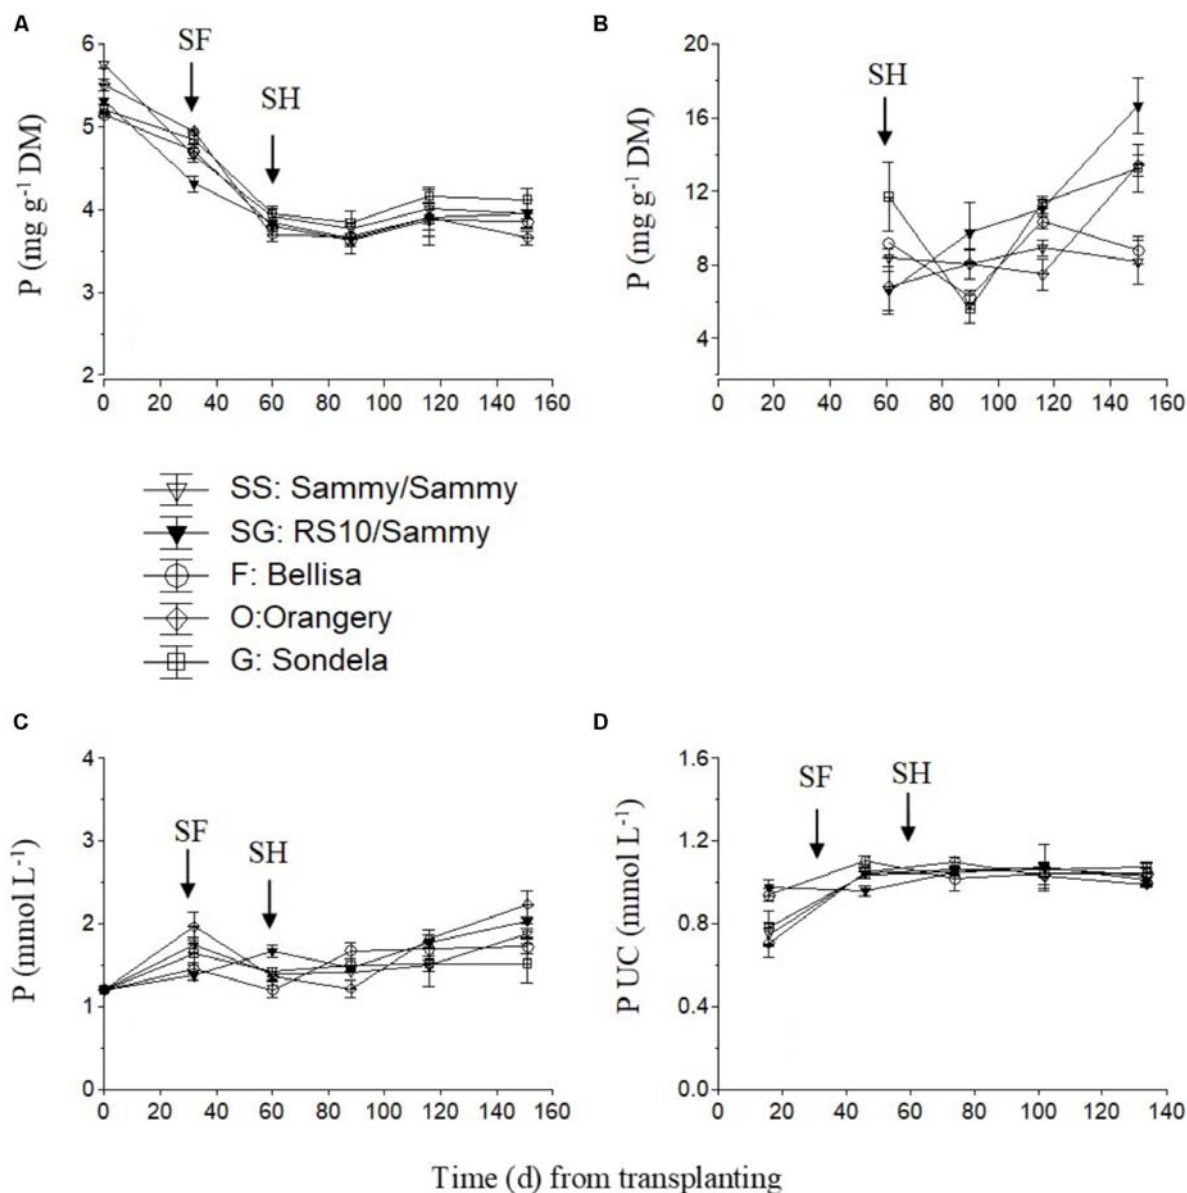 A
B
SF
SH
SH
P (mg g⁻¹ DM)
6
5
4
3
2
0 20 40 60 80 100 120 140 160
P (mg g⁻¹ DM)
20
16
12
8
4
0 20 40 60 80 100 120 140 160
SS: Sammy/Sammy
SG: RS10/Sammy
F: Bellisa
O:Orangery
G: Sondela
C
D
SF
SH
P (mmol L⁻¹)
4
3
2
1
0
0 20 40 60 80 100 120 140 160
SF
SH
P UC (mmol L⁻¹)
1.6
1.2
0.8
0.4
0.0
0 20 40 60 80 100 120 140
Time (d) from transplanting